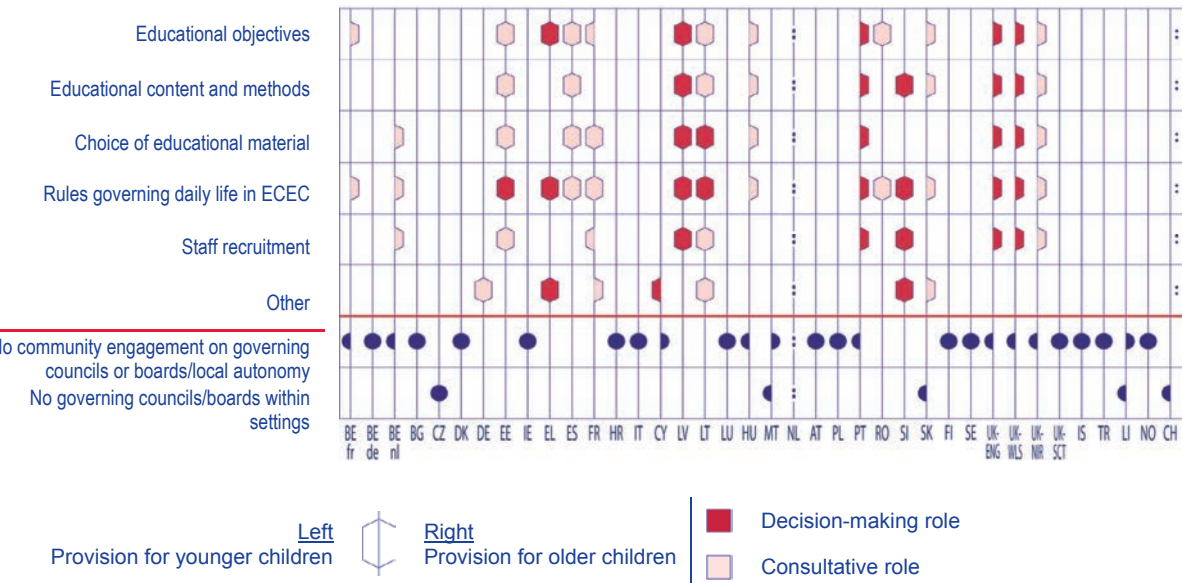 Educational objectives
Educational content and methods
Choice of educational material
Rules governing daily life in ECEC
Staff recruitment
Other
o community engagement on governing
councils or boards/local autonomy
No governing councils/boards within
settings
BE fr BE de BE nl BG CZ DK DE EE IE EL ES FR HR IT CY LV LT LU HU MT NL AT PL PT RO SI SK FI SE UK-ENG UK-WLS UK-NIR UK-SCT IS TR LI NO CH
Left
Provision for younger children
Right
Provision for older children
Decision-making role
Consultative role